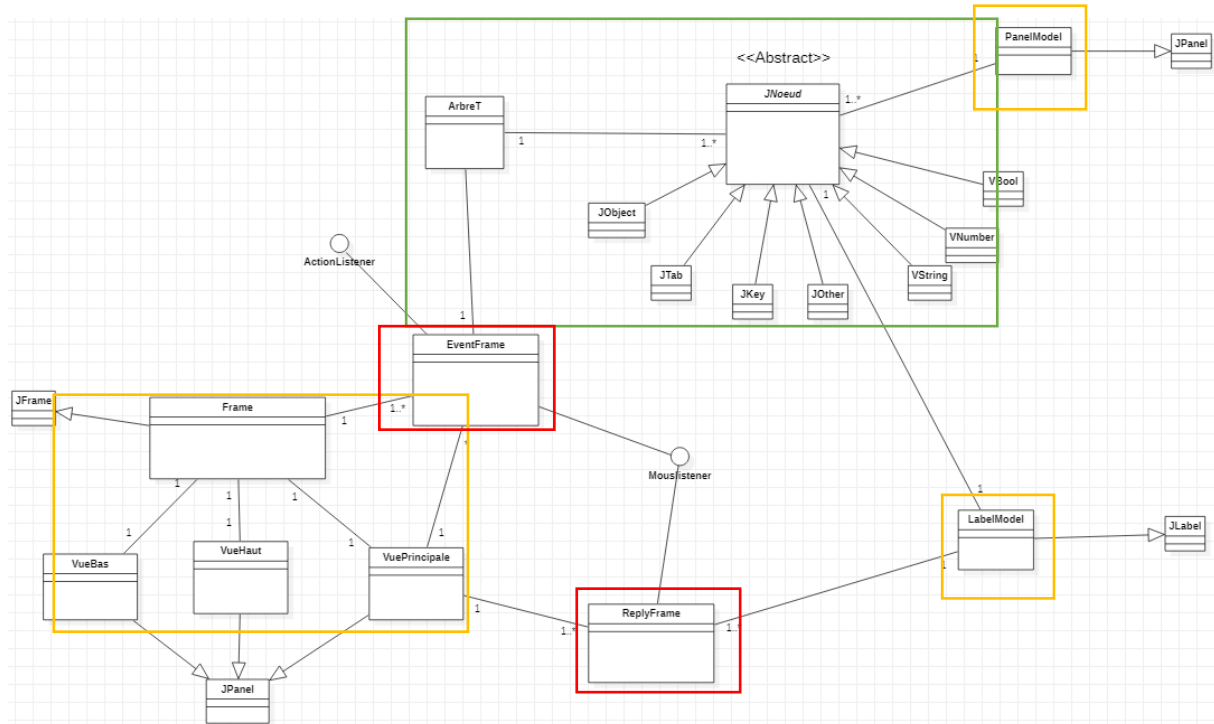 PanelModel
JPanel
<<Abstract>>
1
JNoeud
ArbreT
1..*
1
1..*
VBool
1
JObject
VNumber
ActionListener
JTab
VString
JKey
JOther
1
EventFrame
JFrame
Frame
1..*
1
*
Mouslistener
1
1
1
1
LabelModel
1
1
1
1
JLabel
VueHaut
VuePrincipale
VueBas
1
1
ReplyFrame
1..*
1..*
JPanel